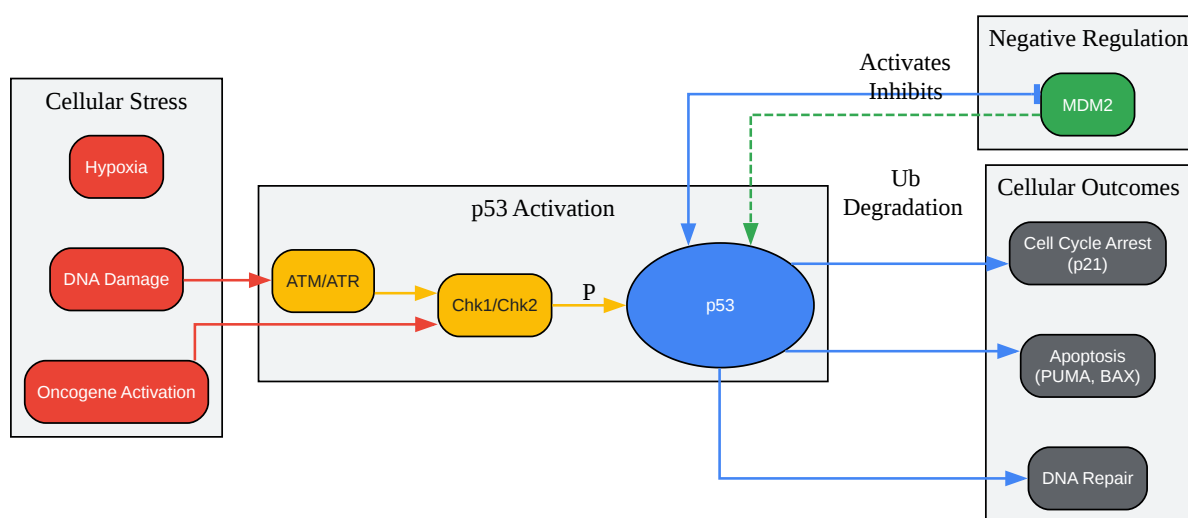 Cellular Stress
Hypoxia
DNA Damage
Oncogene Activation
p53 Activation
ATM/ATR
Chk1/Chk2
P
p53
Activates
Inhibits
Ub
Degradation
Negative Regulation
MDM2
Cellular Outcomes
Cell Cycle Arrest
(p21)
Apoptosis
(PUMA, BAX)
DNA Repair